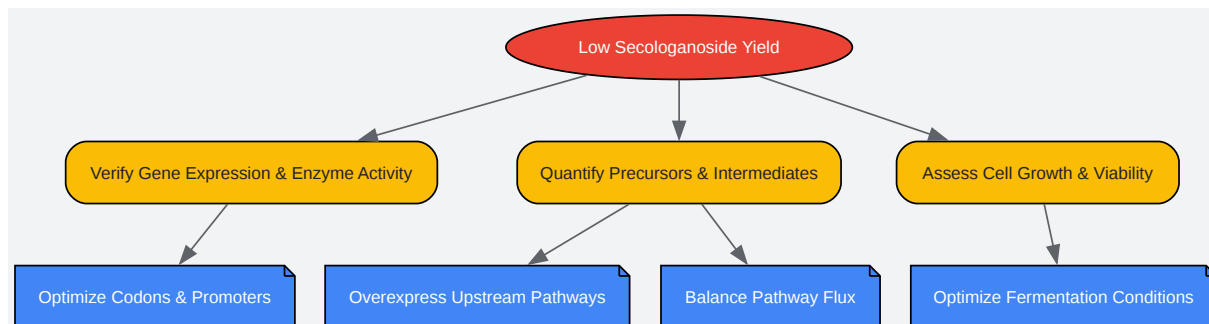 Low Secologanoside Yield
Verify Gene Expression & Enzyme Activity
Quantify Precursors & Intermediates
Assess Cell Growth & Viability
Optimize Codons & Promoters
Overexpress Upstream Pathways
Balance Pathway Flux
Optimize Fermentation Conditions